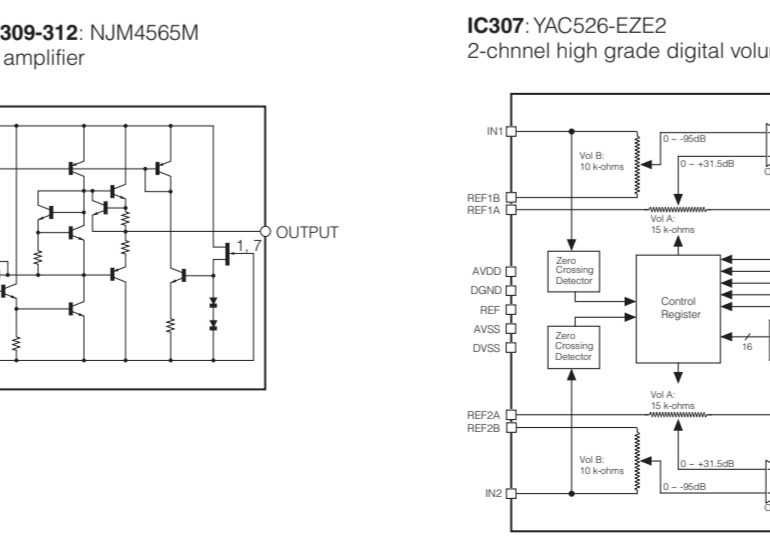 309-312: NJM4565M
amplifier
OUTPUT
1, 7
IC307: YAC526-EZE2
2-chnnel high grade digital volu
IN1
Vol B:
10 k-ohms
0 – -95dB
0 – +31.5dB
REF1B
REF1A
Vol A:
15 k-ohms
Zero
Crossing
Detector
AVDD
DGND
REF
AVSS
DVSS
Control
Register
16
Zero
Crossing
Detector
Vol A:
15 k-ohms
REF2A
REF2B
0 – +31.5dB
Vol B:
10 k-ohms
0 – -95dB
IN2